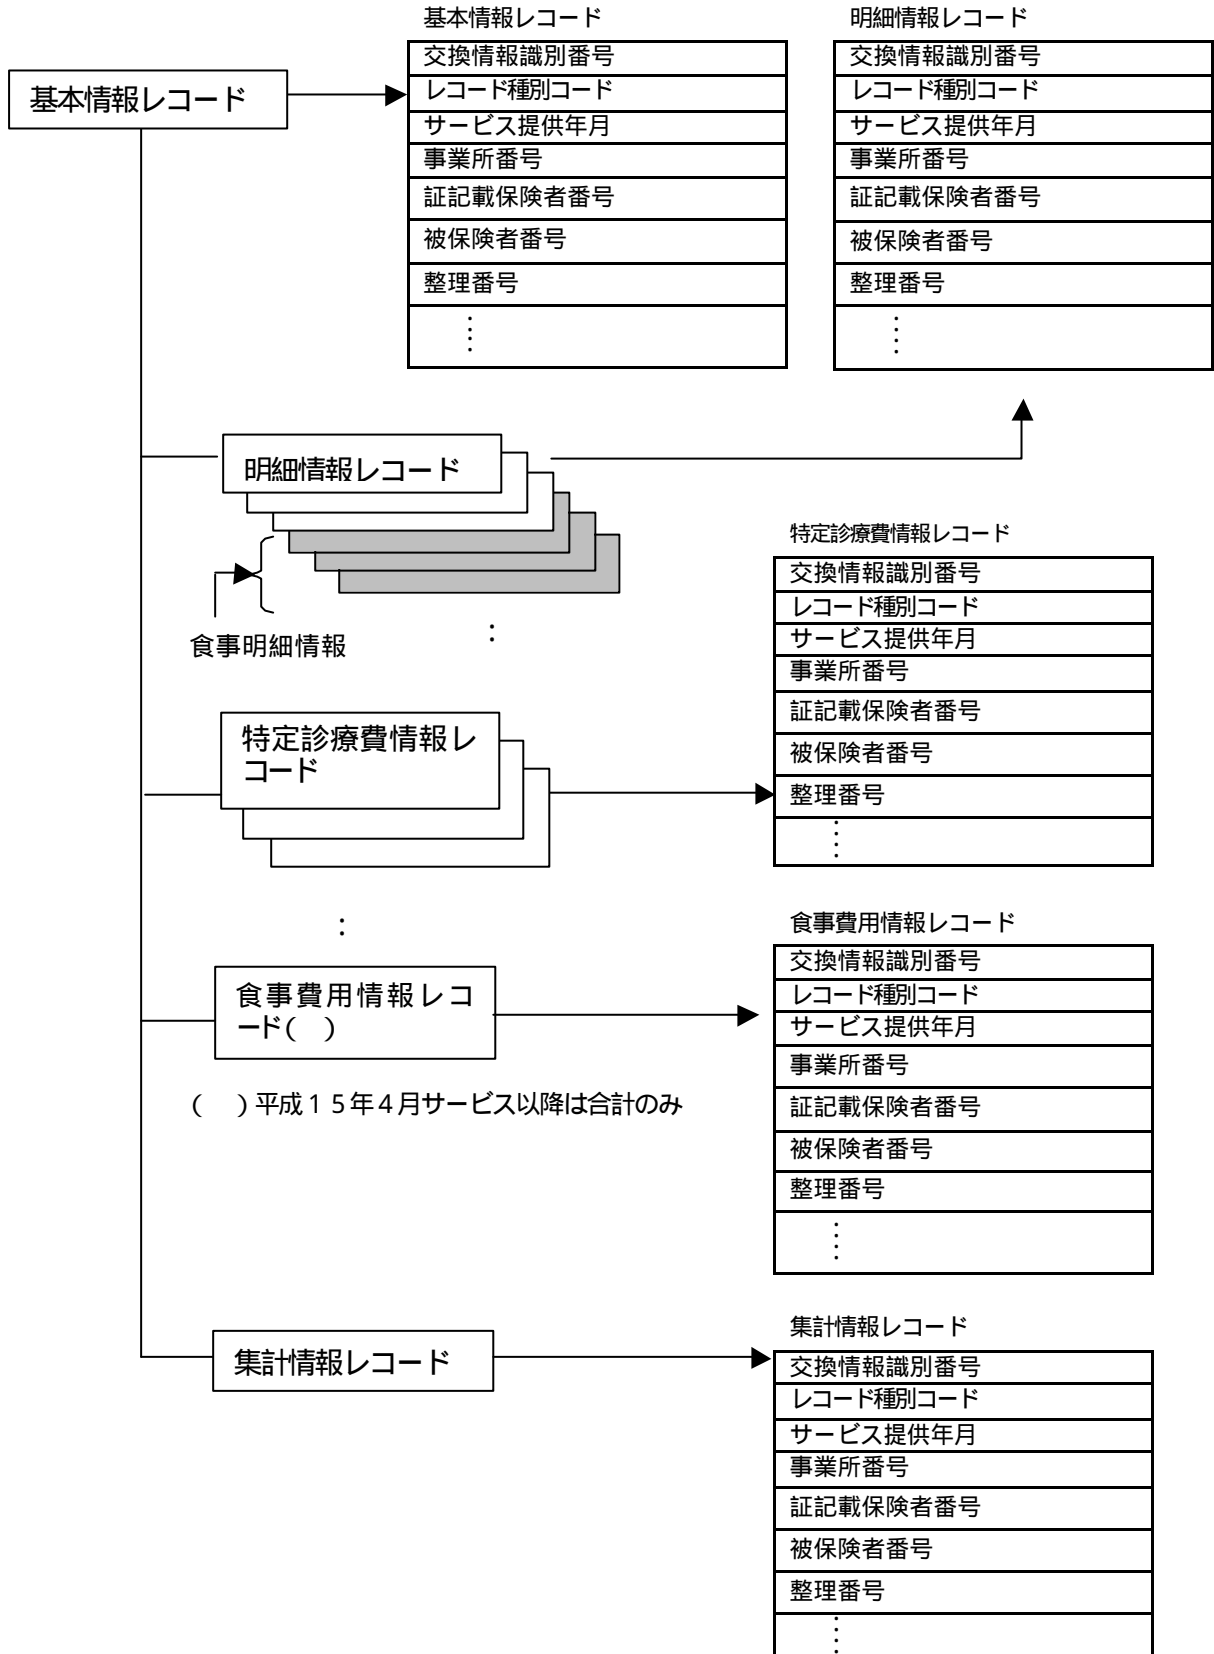 基本情報レコード
基本情報レコード
交換情報識別番号
レコード種別コード
サービス提供年月
事業所番号
証記載保険者番号
被保険者番号
整理番号
明細情報レコード
交換情報識別番号
レコード種別コード
サービス提供年月
事業所番号
証記載保険者番号
被保険者番号
整理番号
明細情報レコード
食事明細情報
：
特定診療費情報レコード
交換情報識別番号
レコード種別コード
サービス提供年月
事業所番号
証記載保険者番号
被保険者番号
整理番号
特定診療費情報レ
コード
：
食事費用情報レコード
交換情報識別番号
レコード種別コード
サービス提供年月
事業所番号
証記載保険者番号
被保険者番号
整理番号
食事費用情報レコ
ード(　)
(　)平成１５年４月サービス以降は合計のみ
集計情報レコード
集計情報レコード
交換情報識別番号
レコード種別コード
サービス提供年月
事業所番号
証記載保険者番号
被保険者番号
整理番号